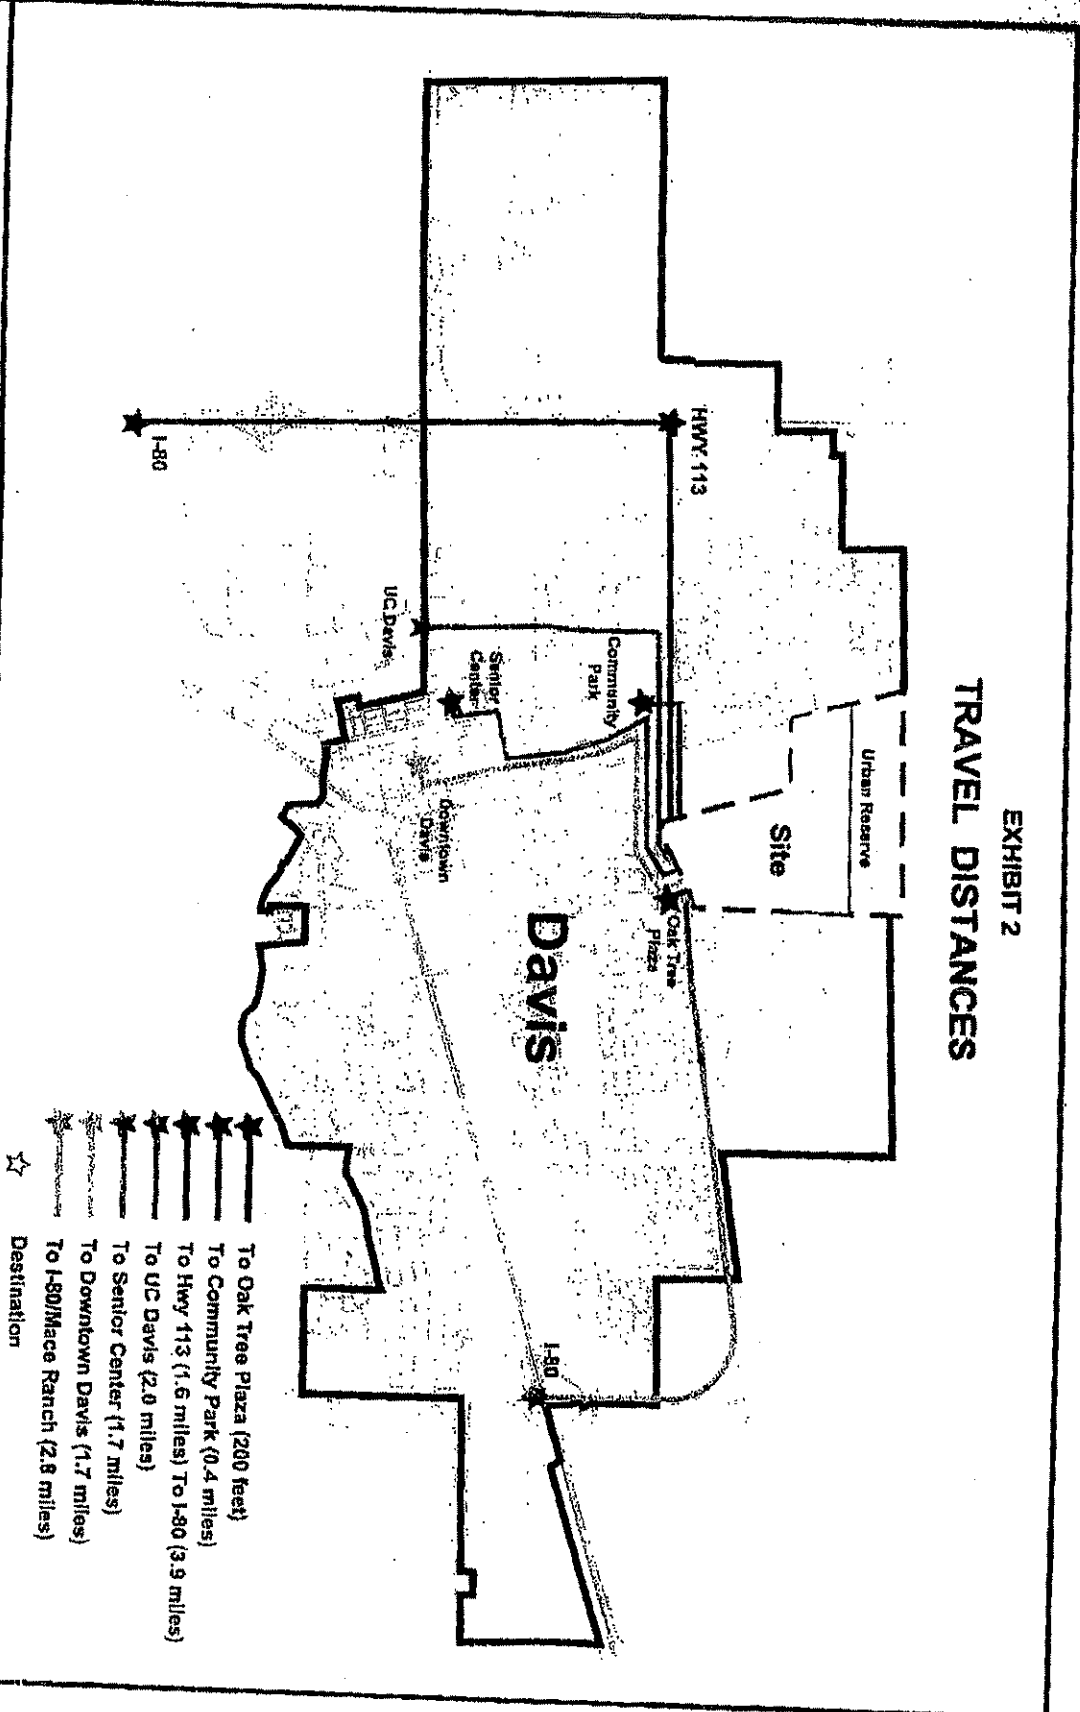 EXHIBIT 2
TRAVEL DISTANCES
Urban Reserve
Site
HWY 113
Community
Park
Oak Tree
Plaza
Davis
Senior
Center
Downtown
Davis
UC Davis
I-80
I-80
To Oak Tree Plaza (200 feet)
To Community Park (0.4 miles)
To Hwy 113 (1.6 miles) To I-80 (3.9 miles)
To UC Davis (2.0 miles)
To Senior Center (1.7 miles)
To Downtown Davis (1.7 miles)
To I-80/Mace Ranch (2.8 miles)
Destination